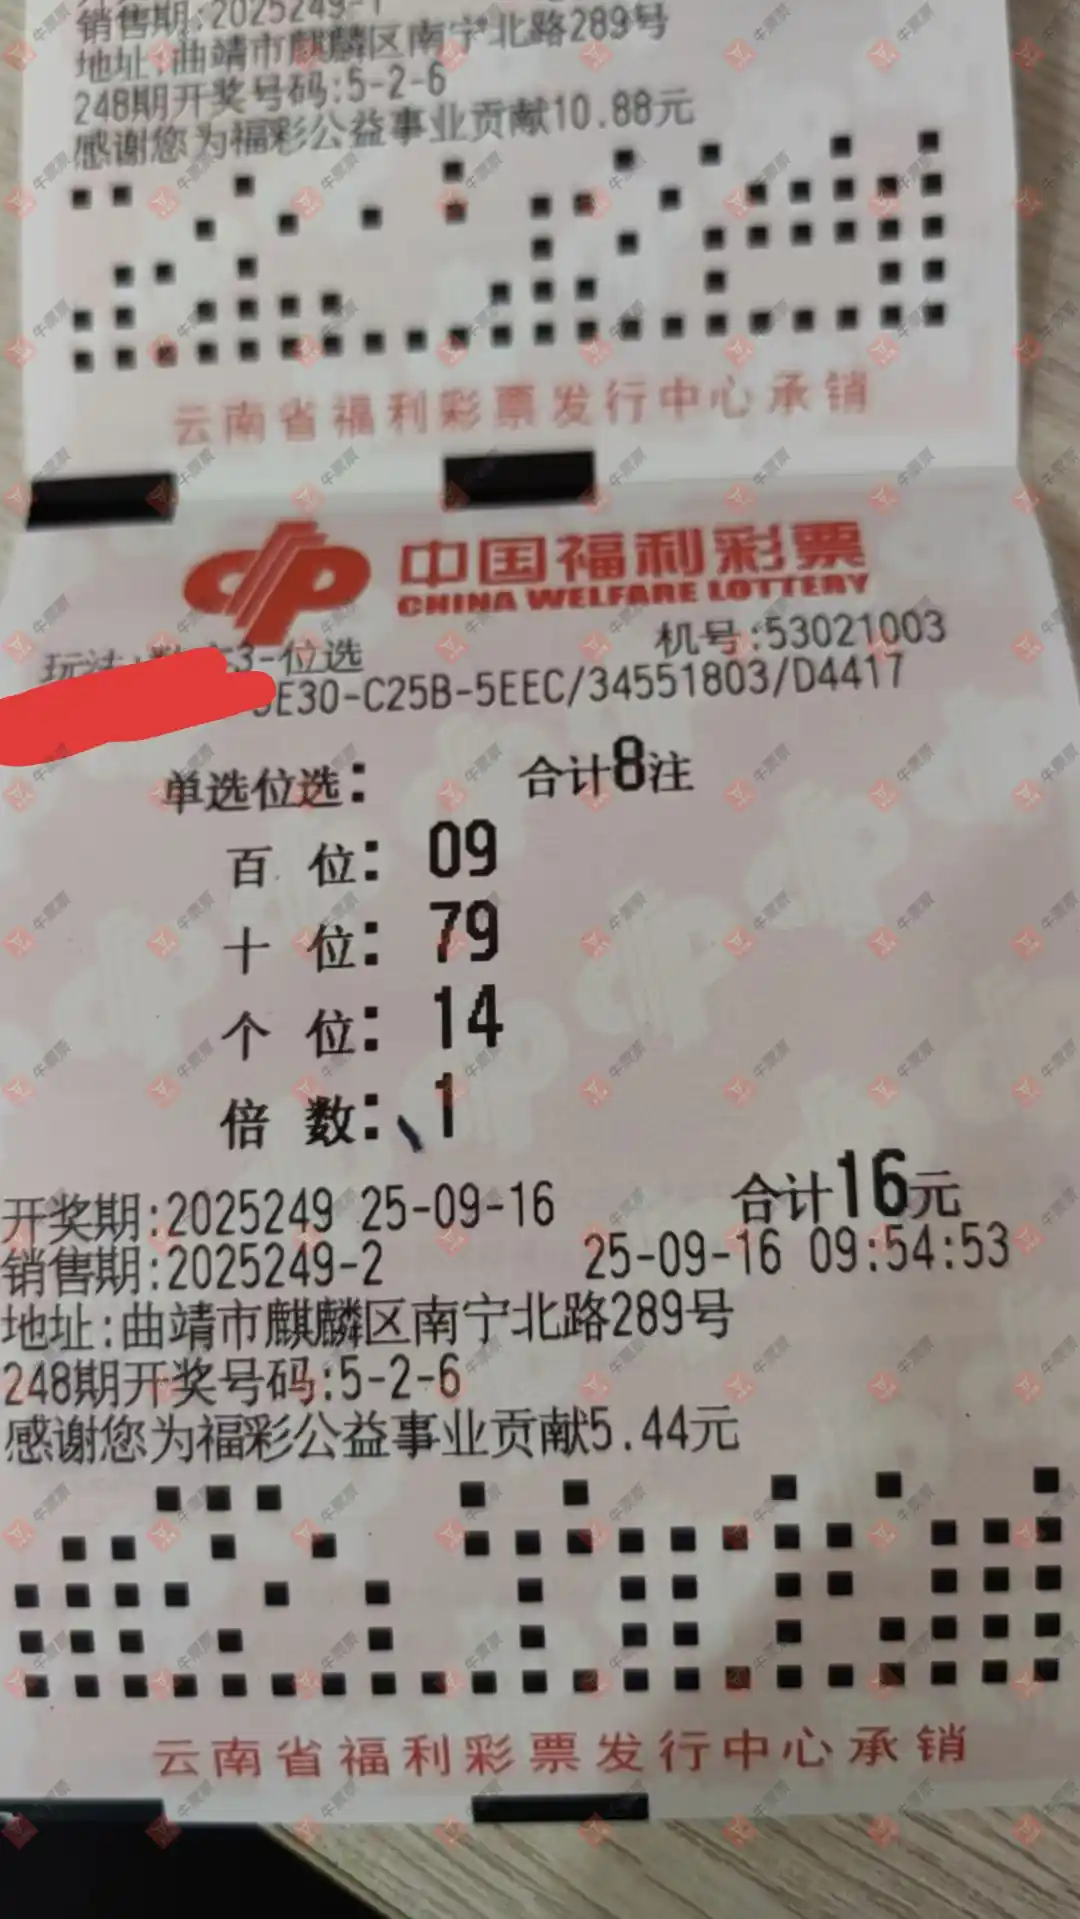 销售期:2025249-1
地址:曲靖市麒麟区南宁北路289号
248期开奖号码:5-2-6
感谢您为福彩公益事业贡献10.88元
云南省福利彩票发行中心承销
中国福利彩票
CHINA WELFARE LOTTERY
机号:53021003
玩法: 3-位选
5E30-C25B-5EEC/34551803/D4417
单选位选: 合计8注
百 位: 09
十 位: 79
个 位: 14
倍 数: 1
开奖期:2025249 25-09-16 合计16元
销售期:2025249-2 25-09-16 09:54:53
地址:曲靖市麒麟区南宁北路289号
248期开奖号码:5-2-6
感谢您为福彩公益事业贡献5.44元
云南省福利彩票发行中心承销